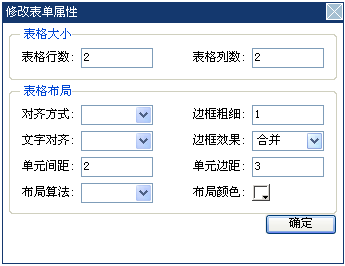 修改表单属性
表格大小
表格行数: 2 表格列数: 2
表格布局
对齐方式: 边框粗细: 1
文字对齐: 边框效果: 合并
单元间距: 2 单元边距: 3
布局算法: 布局颜色:
确定